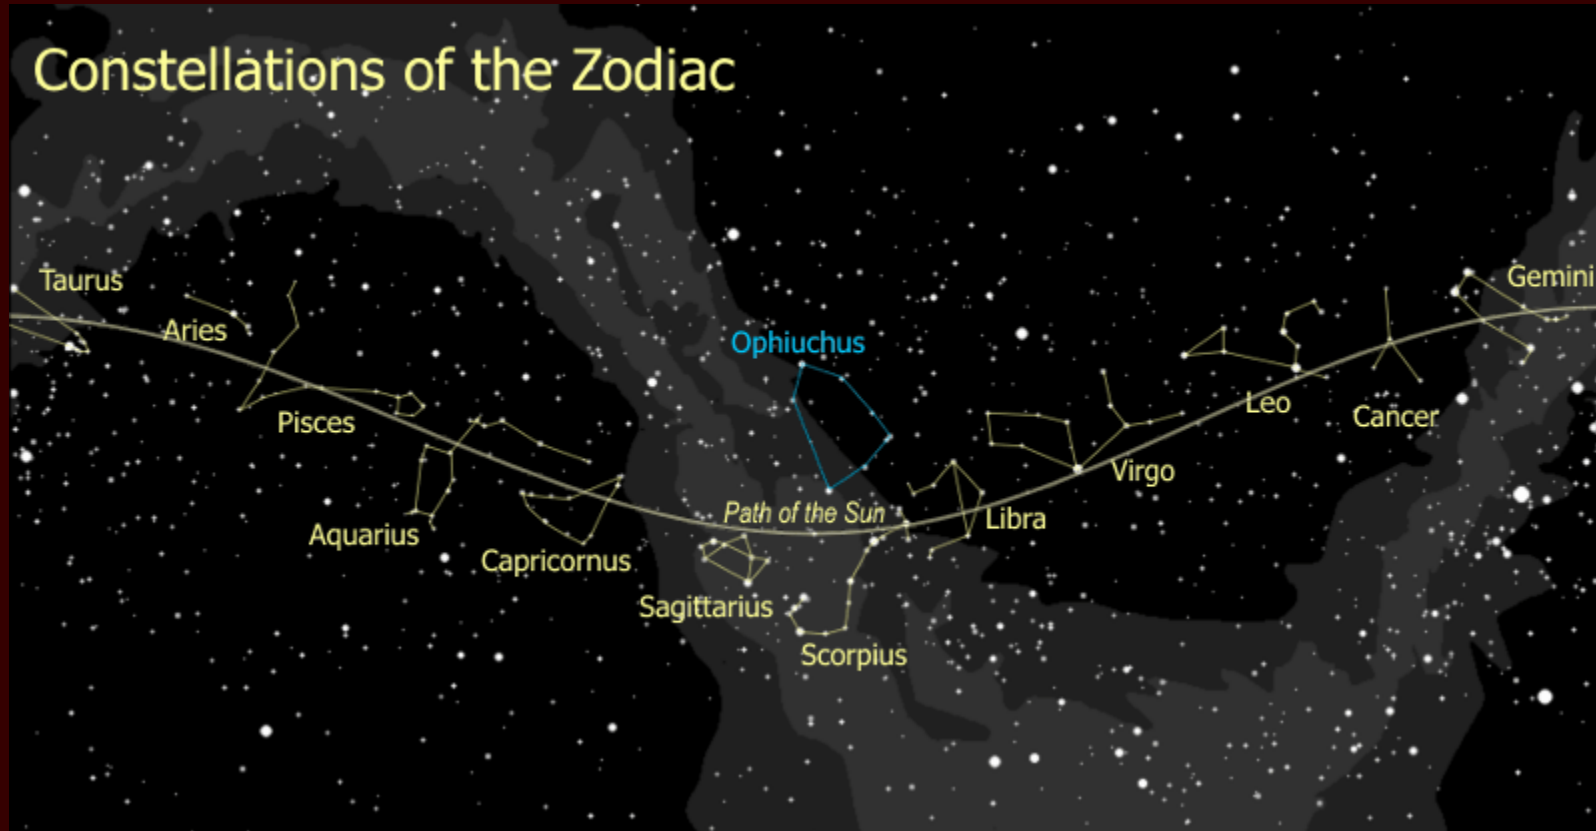 Constellations of the Zodiac
Taurus
Aries
Pisces
Aquarius
Capricornus
Ophiuchus
Path of the Sun
Sagittarius
Scorpius
Libra
Virgo
Leo
Cancer
Gemini